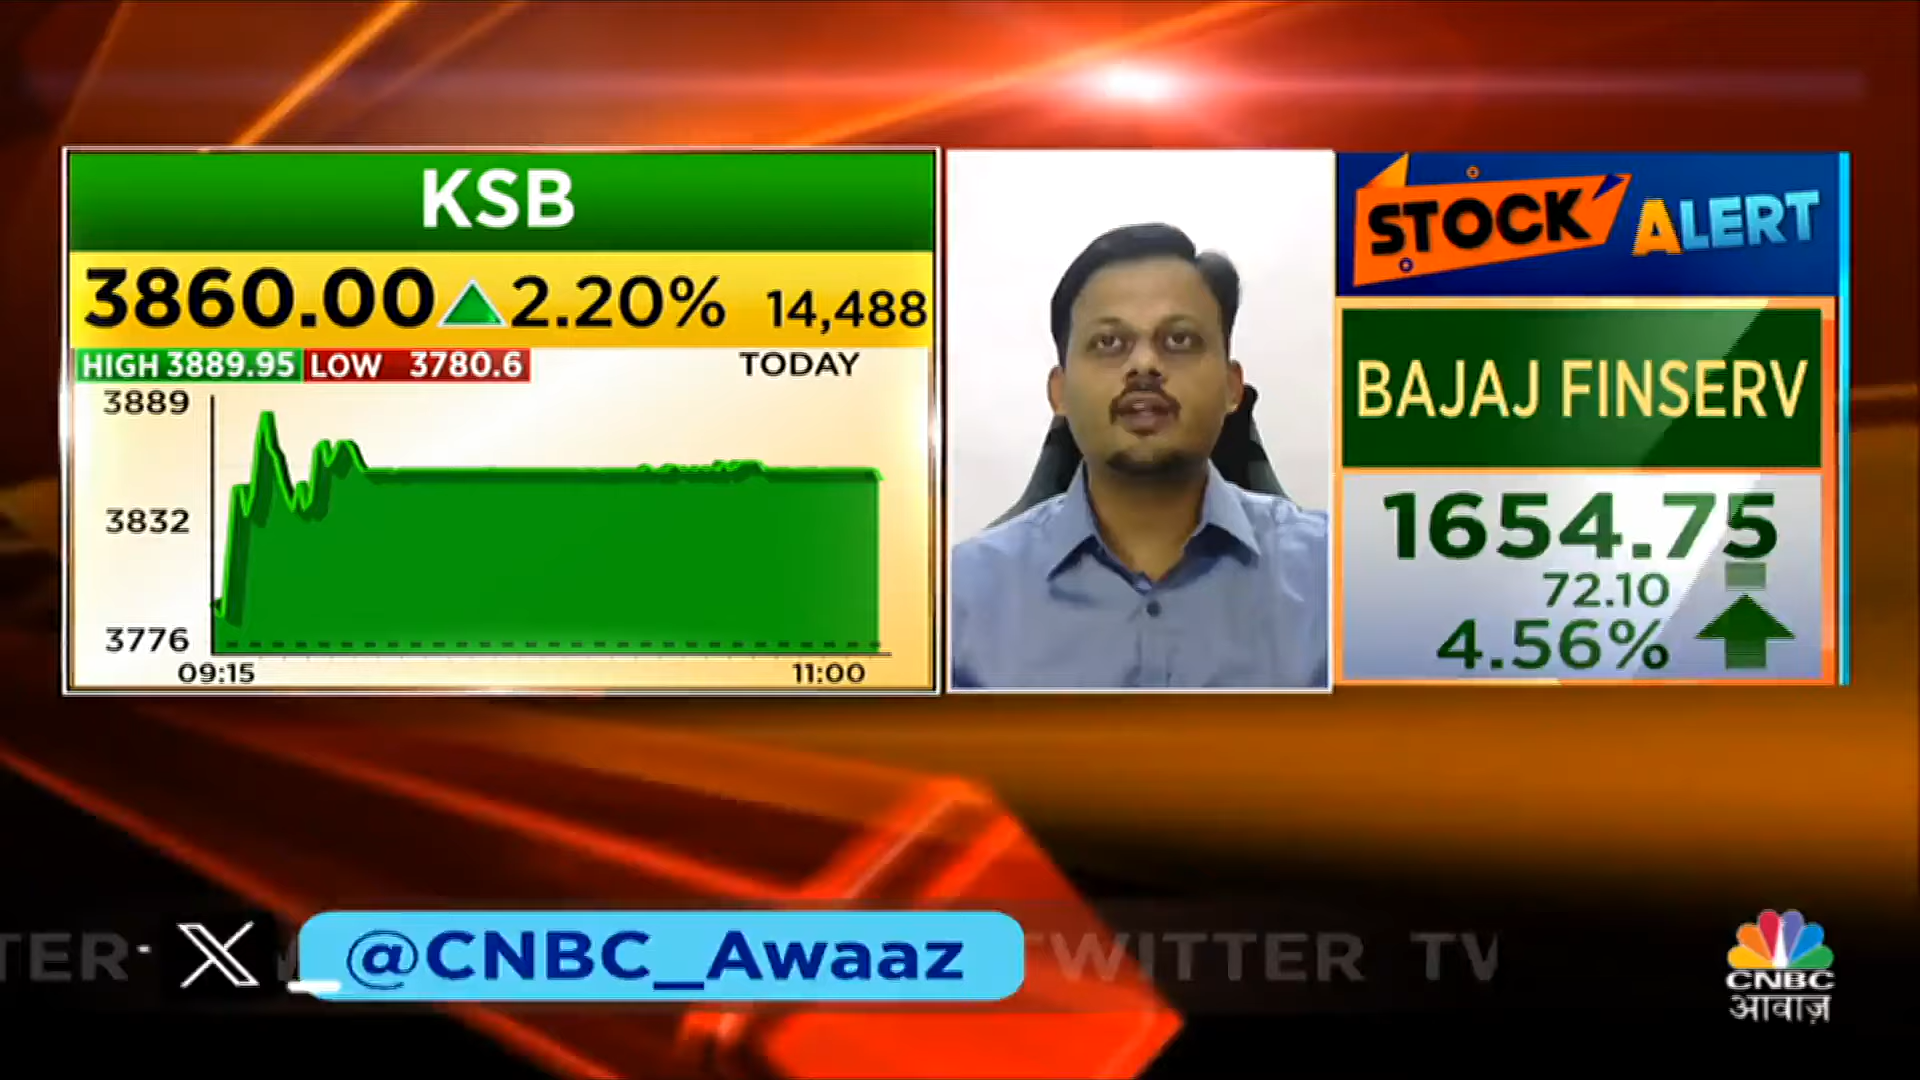 KSB
3860.00 2.20% 14,488
HIGH 3889.95 LOW 3780.6 TODAY
3889
3832
3776
09:15 11:00
STOCK ALERT
BAJAJ FINSERV
1654.75
72.10
4.56%
TER
X @CNBC_Awaaz
TWITTER TV
CNBC
आवाज़